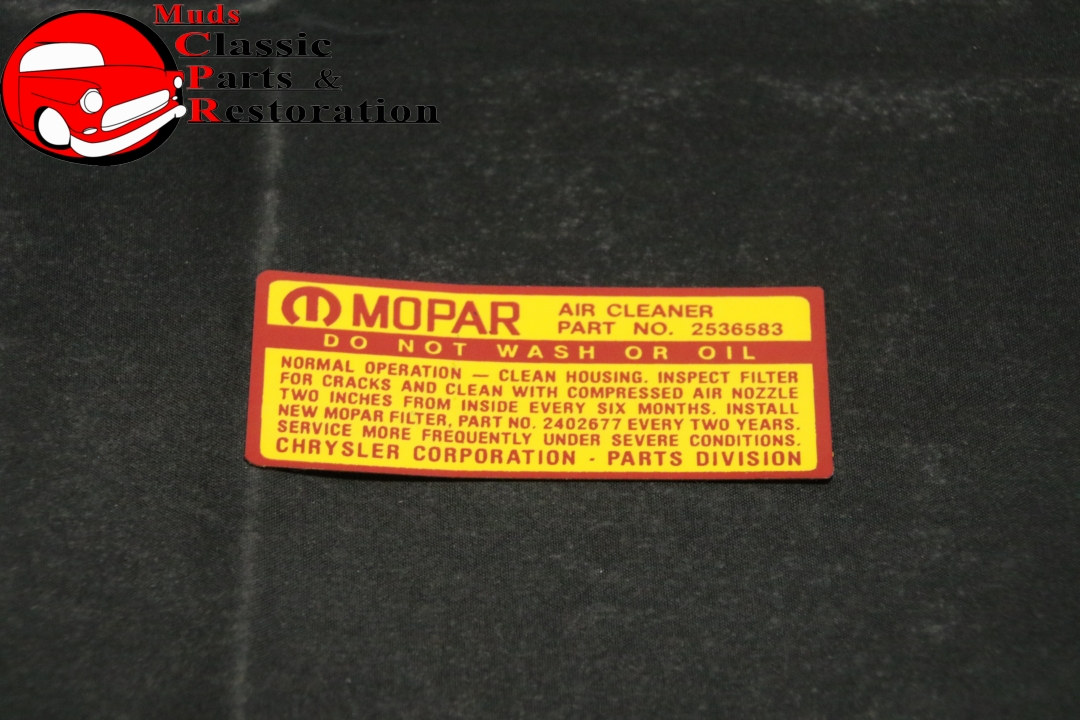 Muds
Classic
Parts &
Restoration
MOPAR
AIR CLEANER
PART NO. 2536583
DO NOT WASH OR OIL
NORMAL OPERATION — CLEAN HOUSING. INSPECT FILTER
FOR CRACKS AND CLEAN WITH COMPRESSED AIR NOZZLE
TWO INCHES FROM INSIDE EVERY SIX MONTHS. INSTALL
NEW MOPAR FILTER, PART NO. 2402677 EVERY TWO YEARS.
SERVICE MORE FREQUENTLY UNDER SEVERE CONDITIONS.
CHRYSLER CORPORATION - PARTS DIVISION